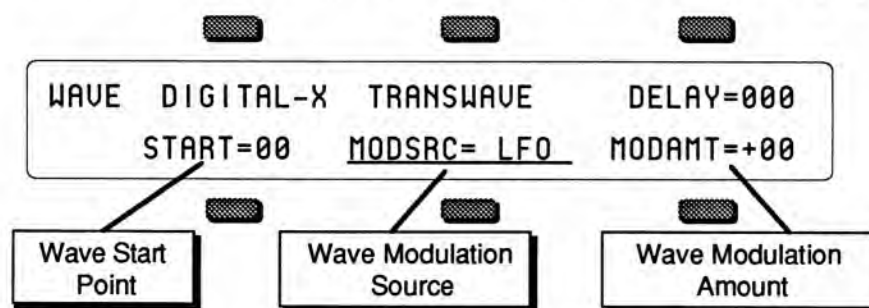 WAVE DIGITAL-X TRANSWAVE DELAY=000
START=00 MODSRC= LFO MODAMT=+00
Wave Start
Point
Wave Modulation
Source
Wave Modulation
Amount